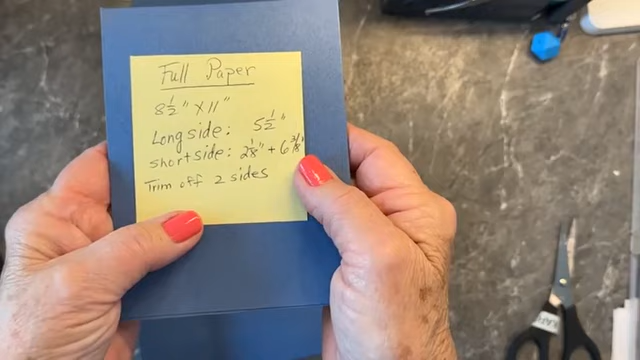 Full Paper
8 1/2" X 11"
Long side: 5 1/2"
short side: 2 1/8" + 6 3/8"
Trim off 2 sides